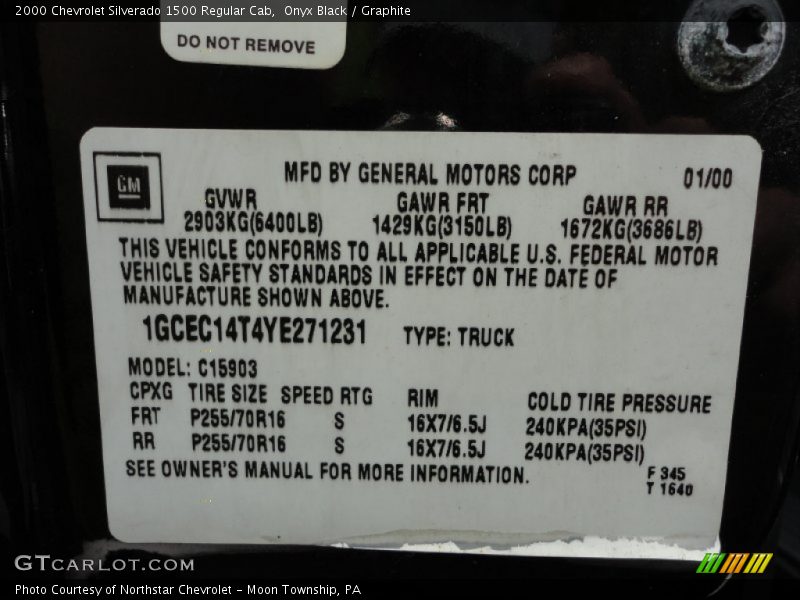 2000 Chevrolet Silverado 1500 Regular Cab,  Onyx Black / Graphite
DO NOT REMOVE
GM
MFD BY GENERAL MOTORS CORP 01/00
GVWR GAWR FRT GAWR RR
2903KG(6400LB) 1429KG(3150LB) 1672KG(3686LB)
THIS VEHICLE CONFORMS TO ALL APPLICABLE U.S. FEDERAL MOTOR
VEHICLE SAFETY STANDARDS IN EFFECT ON THE DATE OF
MANUFACTURE SHOWN ABOVE.
1GCEC14T4YE271231 TYPE: TRUCK
MODEL: C15903
CPXG TIRE SIZE SPEED RTG RIM COLD TIRE PRESSURE
FRT P255/70R16 S 16X7/6.5J 240KPA(35PSI)
RR P255/70R16 S 16X7/6.5J 240KPA(35PSI)
SEE OWNER'S MANUAL FOR MORE INFORMATION.
F 345
T 1640
GTCARLOT.COM
Photo Courtesy of Northstar Chevrolet - Moon Township, PA